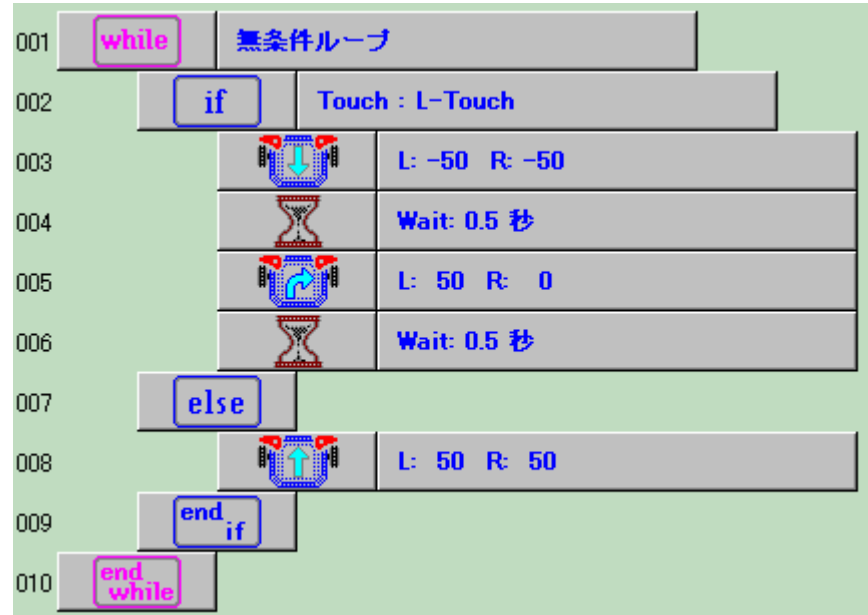 001 while 無条件ループ
002 if Touch : L-Touch
003 L: -50 R: -50
004 Wait: 0.5 秒
005 L: 50 R: 0
006 Wait: 0.5 秒
007 else
008 L: 50 R: 50
009 end if
010 end while